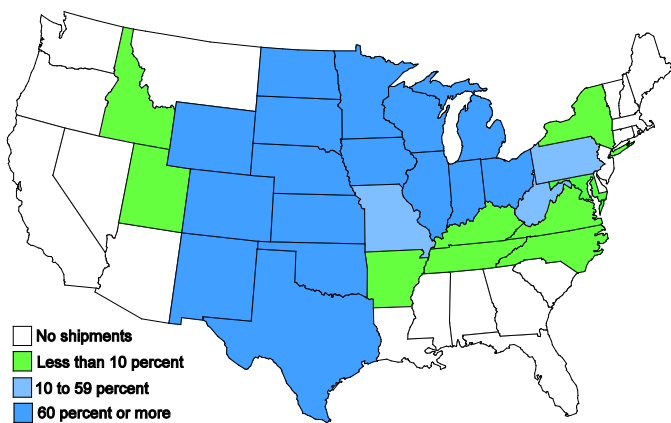 No shipments
Less than 10 percent
10 to 59 percent
60 percent or more